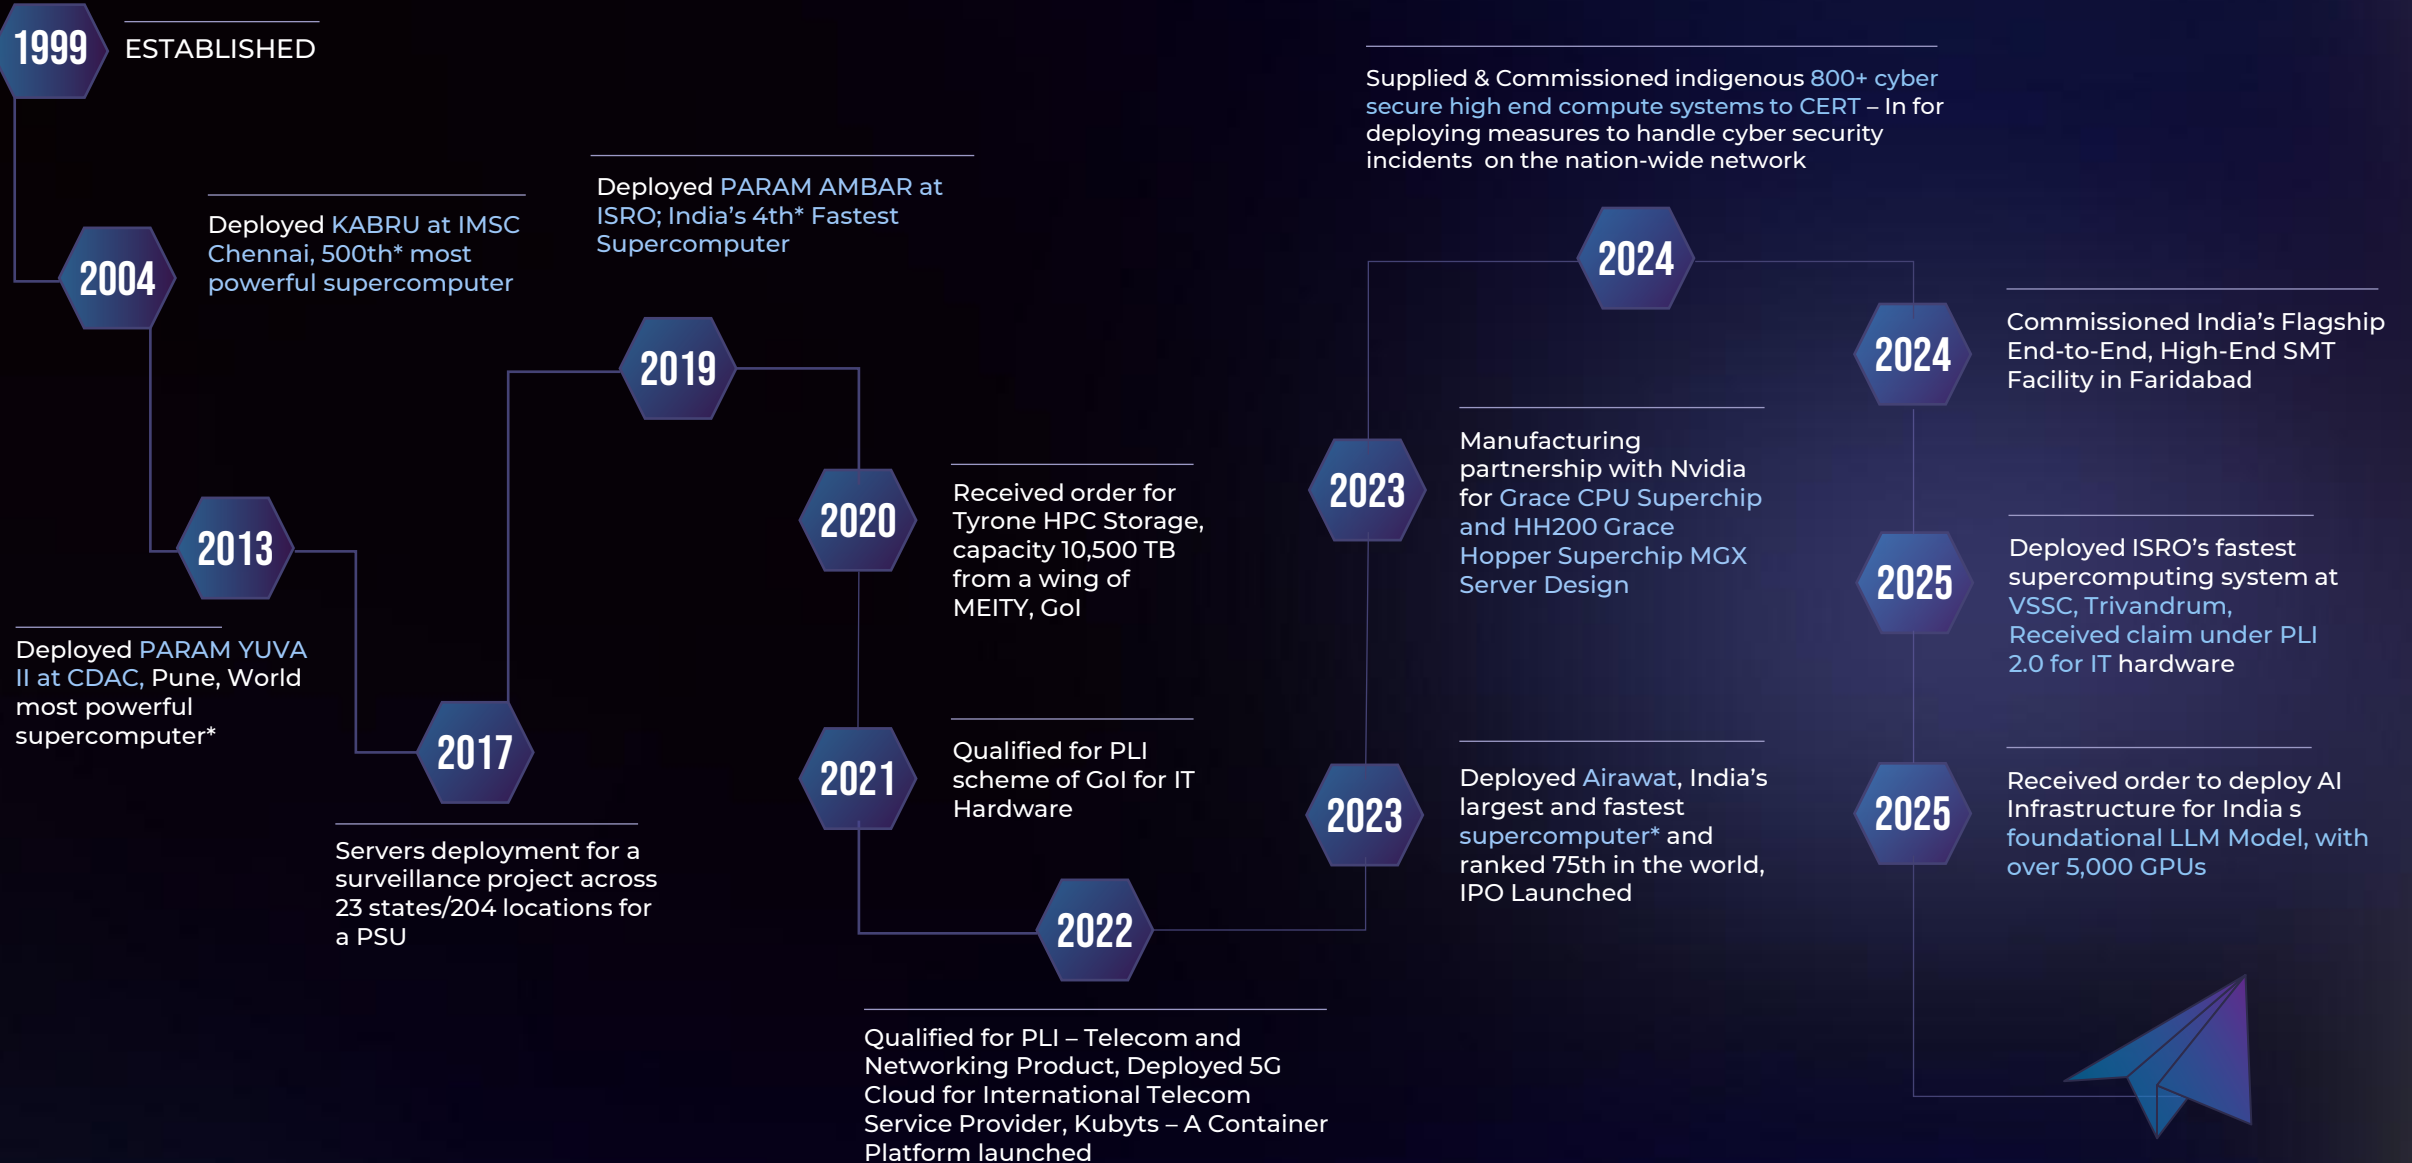 1999
ESTABLISHED
2004
Deployed KABRU at IMSC
Chennai, 500th* most
powerful supercomputer
2013
Deployed PARAM YUVA
II at CDAC, Pune, World
most powerful
supercomputer*
2017
Servers deployment for a
surveillance project across
23 states/204 locations for
a PSU
2019
Deployed PARAM AMBAR at
ISRO; India’s 4th* Fastest
Supercomputer
2020
Received order for
Tyrone HPC Storage,
capacity 10,500 TB
from a wing of
MEITY, GoI
2021
Qualified for PLI
scheme of GoI for IT
Hardware
2022
Qualified for PLI – Telecom and
Networking Product, Deployed 5G
Cloud for International Telecom
Service Provider, Kubyts – A Container
Platform launched
2023
Deployed Airawat, India’s
largest and fastest
supercomputer* and
ranked 75th in the world,
IPO Launched
2023
Manufacturing
partnership with Nvidia
for Grace CPU Superchip
and HH200 Grace
Hopper Superchip MGX
Server Design
2024
Supplied & Commissioned indigenous 800+ cyber
secure high end compute systems to CERT – In for
deploying measures to handle cyber security
incidents on the nation-wide network
2024
Commissioned India’s Flagship
End-to-End, High-End SMT
Facility in Faridabad
2025
Deployed ISRO’s fastest
supercomputing system at
VSSC, Trivandrum,
Received claim under PLI
2.0 for IT hardware
2025
Received order to deploy AI
Infrastructure for India s
foundational LLM Model, with
over 5,000 GPUs